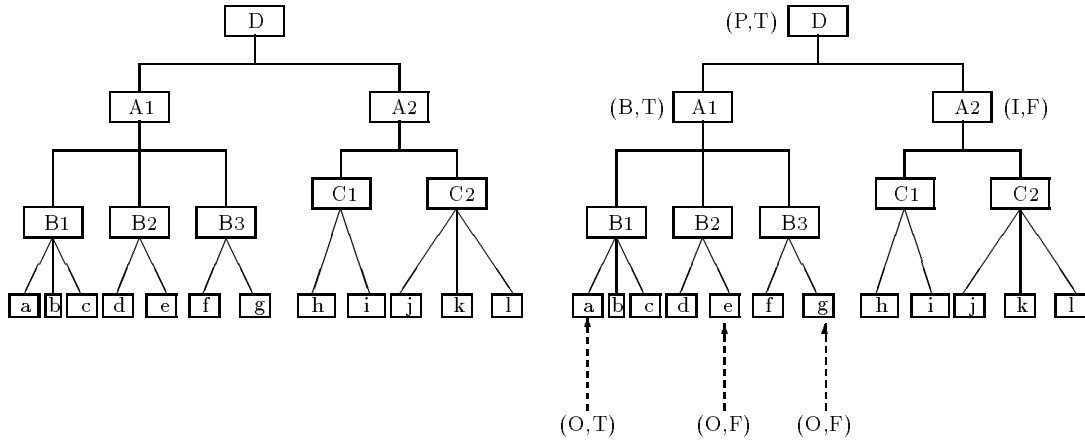 D (P,T) D
A1 A2 (B,T) A1 A2 (I,F)
C1 C2 C1 C2
B1 B2 B3 B1 B2 B3
a b c d e f g h i j k l a b c d e f g h i j k l
(O,T) (O,F) (O,F)